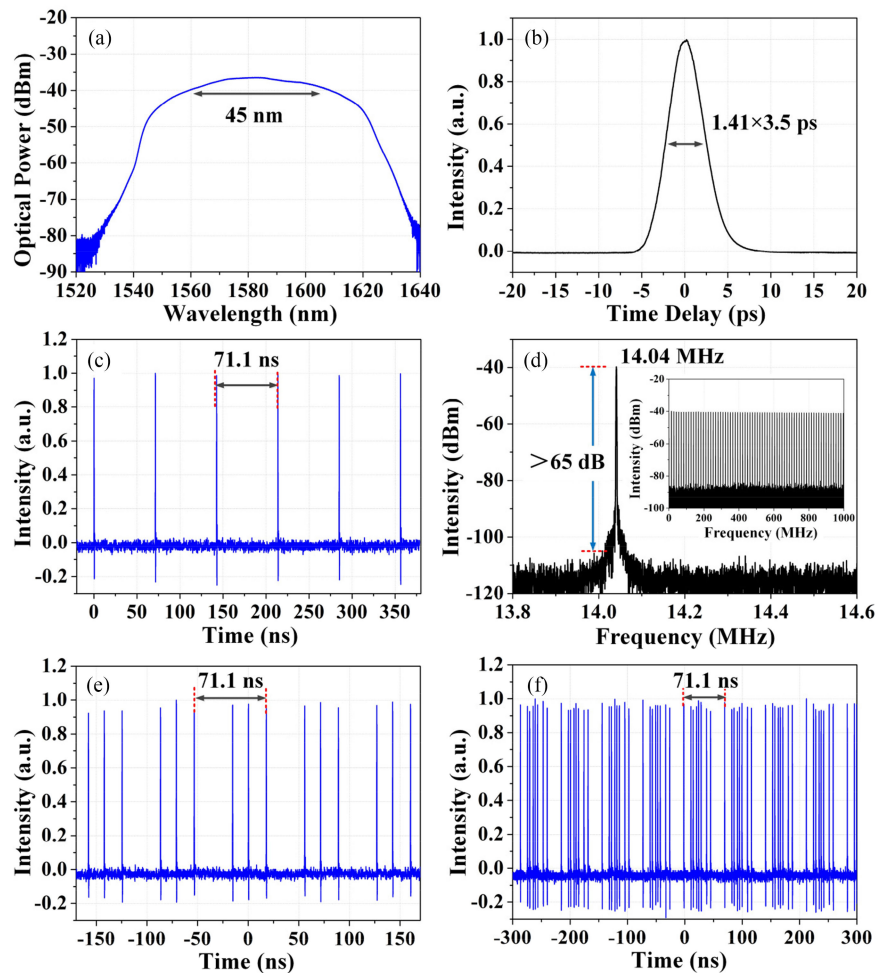 (a)
-20
-30
-40
-50
-60
-70
-80
-90
Optical Power (dBm)
45 nm
1520 1540 1560 1580 1600 1620 1640
Wavelength (nm)
(b)
1.0
0.8
0.6
0.4
0.2
0.0
Intensity (a.u.)
1.41×3.5 ps
-20 -15 -10 -5 0 5 10 15 20
Time Delay (ps)
(c)
1.2
1.0
0.8
0.6
0.4
0.2
0.0
-0.2
Intensity (a.u.)
71.1 ns
0 50 100 150 200 250 300 350
Time (ns)
(d)
-40
-60
-80
-100
-120
Intensity (dBm)
14.04 MHz
>65 dB
-20
-40
-60
-80
-100
Intensity (dBm)
0 200 400 600 800 1000
Frequency (MHz)
13.8 14.0 14.2 14.4 14.6
Frequency (MHz)
(e)
1.2
1.0
0.8
0.6
0.4
0.2
0.0
-0.2
Intensity (a.u.)
71.1 ns
-150 -100 -50 0 50 100 150
Time (ns)
(f)
1.2
1.0
0.8
0.6
0.4
0.2
0.0
-0.2
Intensity (a.u.)
71.1 ns
-300 -200 -100 0 100 200 300
Time (ns)